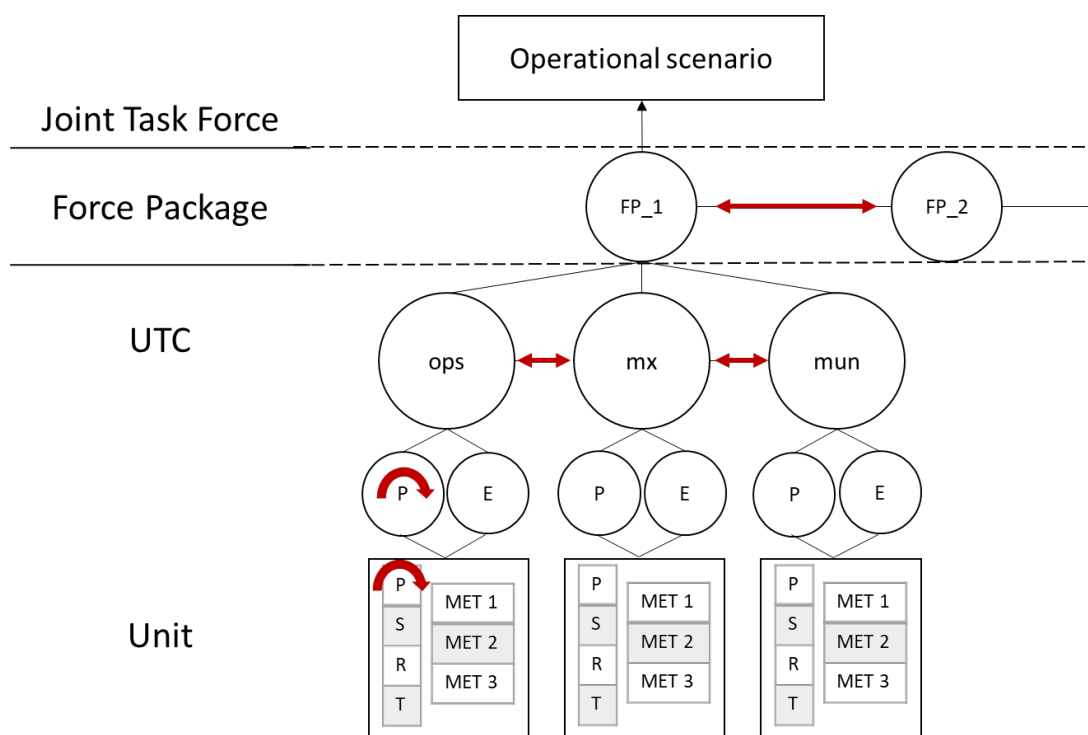 Operational scenario
Joint Task Force
Force Package
FP_1
FP_2
UTC
ops
mx
mun
P
E
P
E
P
E
Unit
P
S
R
T
MET 1
MET 2
MET 3
P
S
R
T
MET 1
MET 2
MET 3
P
S
R
T
MET 1
MET 2
MET 3